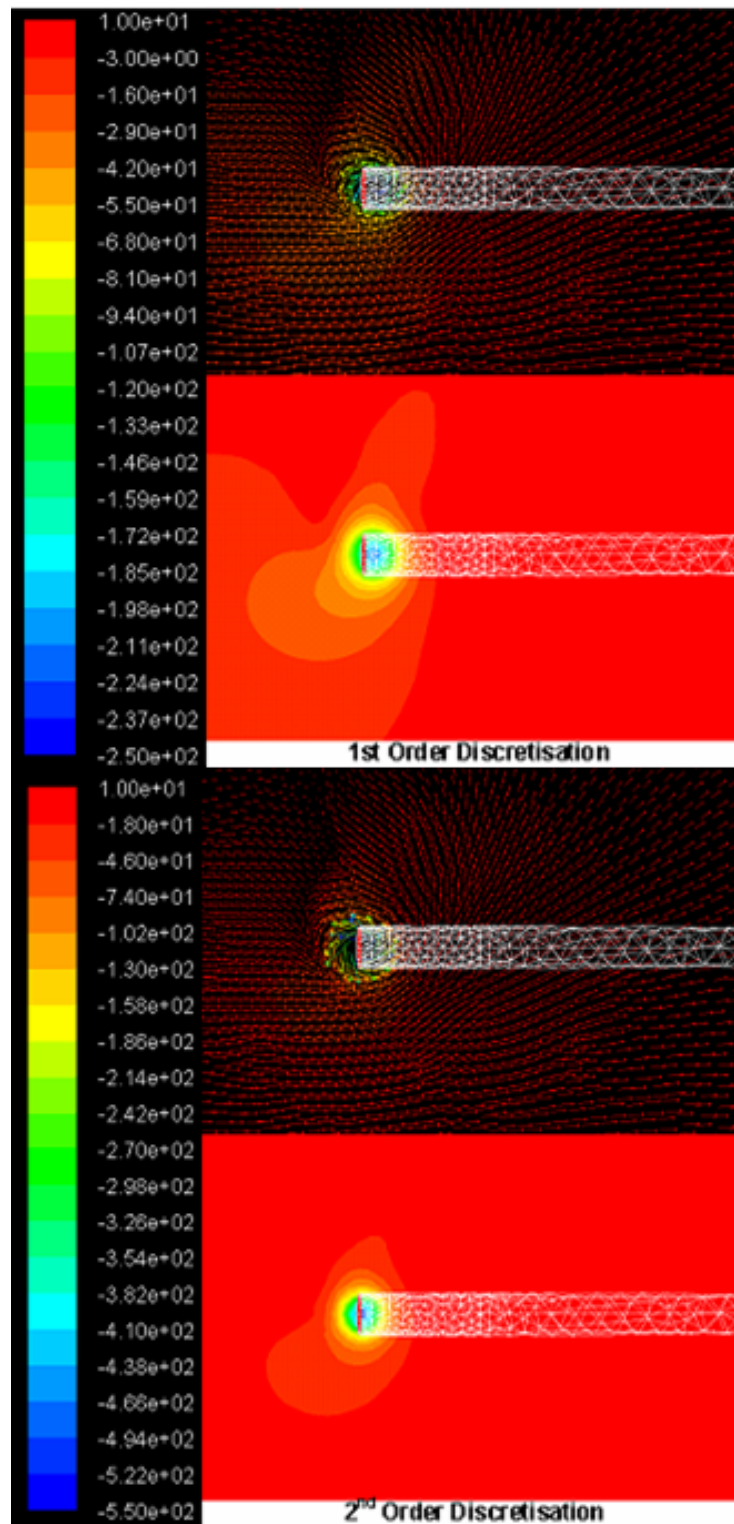 1.00e+01
-3.00e+00
-1.60e+01
-2.90e+01
-4.20e+01
-5.50e+01
-6.80e+01
-8.10e+01
-9.40e+01
-1.07e+02
-1.20e+02
-1.33e+02
-1.46e+02
-1.59e+02
-1.72e+02
-1.85e+02
-1.98e+02
-2.11e+02
-2.24e+02
-2.37e+02
-2.50e+02
1st Order Discretisation
1.00e+01
-1.80e+01
-4.60e+01
-7.40e+01
-1.02e+02
-1.30e+02
-1.58e+02
-1.86e+02
-2.14e+02
-2.42e+02
-2.70e+02
-2.98e+02
-3.26e+02
-3.54e+02
-3.82e+02
-4.10e+02
-4.38e+02
-4.66e+02
-4.94e+02
-5.22e+02
-5.50e+02
2nd Order Discretisation